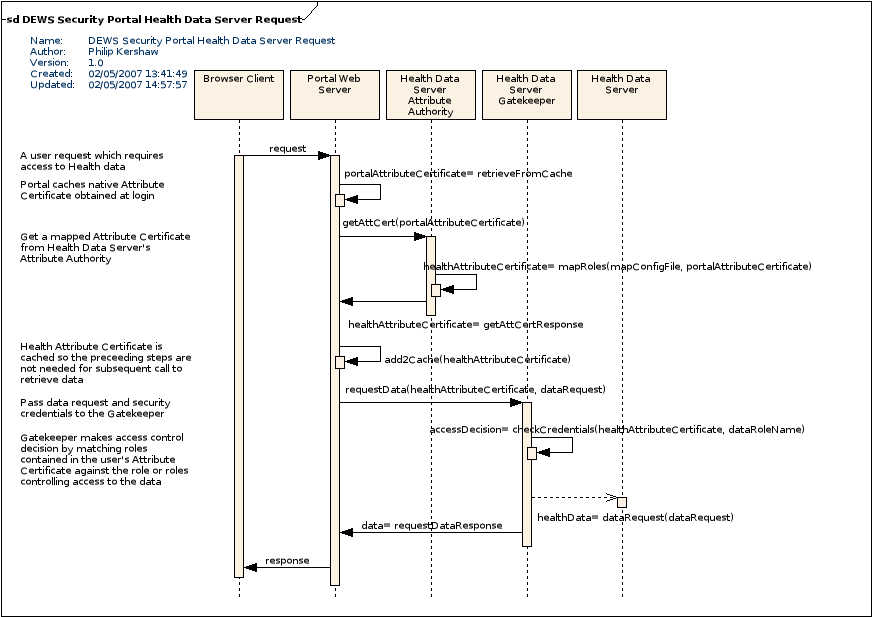 sd DEWS Security Portal Health Data Server Request
Name: DEWS Security Portal Health Data Server Request
Author: Philip Kershaw
Version: 1.0
Created: 02/05/2007 13:41:49
Updated: 02/05/2007 14:57:57
Browser Client
Portal Web
Server
Health Data
Server
Attribute
Authority
Health Data
Server
Gatekeeper
Health Data
Server
request
A user request which requires
access to Health data
portalAttributeCertificate= retrieveFromCache
Portal caches native Attribute
Certificate obtained at login
getAttCert(portalAttributeCertificate)
Get a mapped Attribute Certificate
from Health Data Server's
Attribute Authority
healthAttributeCertificate= mapRoles(mapConfigFile, portalAttributeCertificate)
healthAttributeCertificate= getAttCertResponse
Health Attribute Certificate is
cached so the preceeding steps are
not needed for subsequent call to
retrieve data
add2Cache(healthAttributeCertificate)
requestData(healthAttributeCertificate, dataRequest)
Pass data request and security
credentials to the Gatekeeper
accessDecision= checkCredentials(healthAttributeCertificate, dataRoleName)
Gatekeeper makes access control
decision by matching roles
contained in the user's Attribute
Certificate against the role or roles
controlling access to the data
healthData= dataRequest(dataRequest)
data= requestDataResponse
response